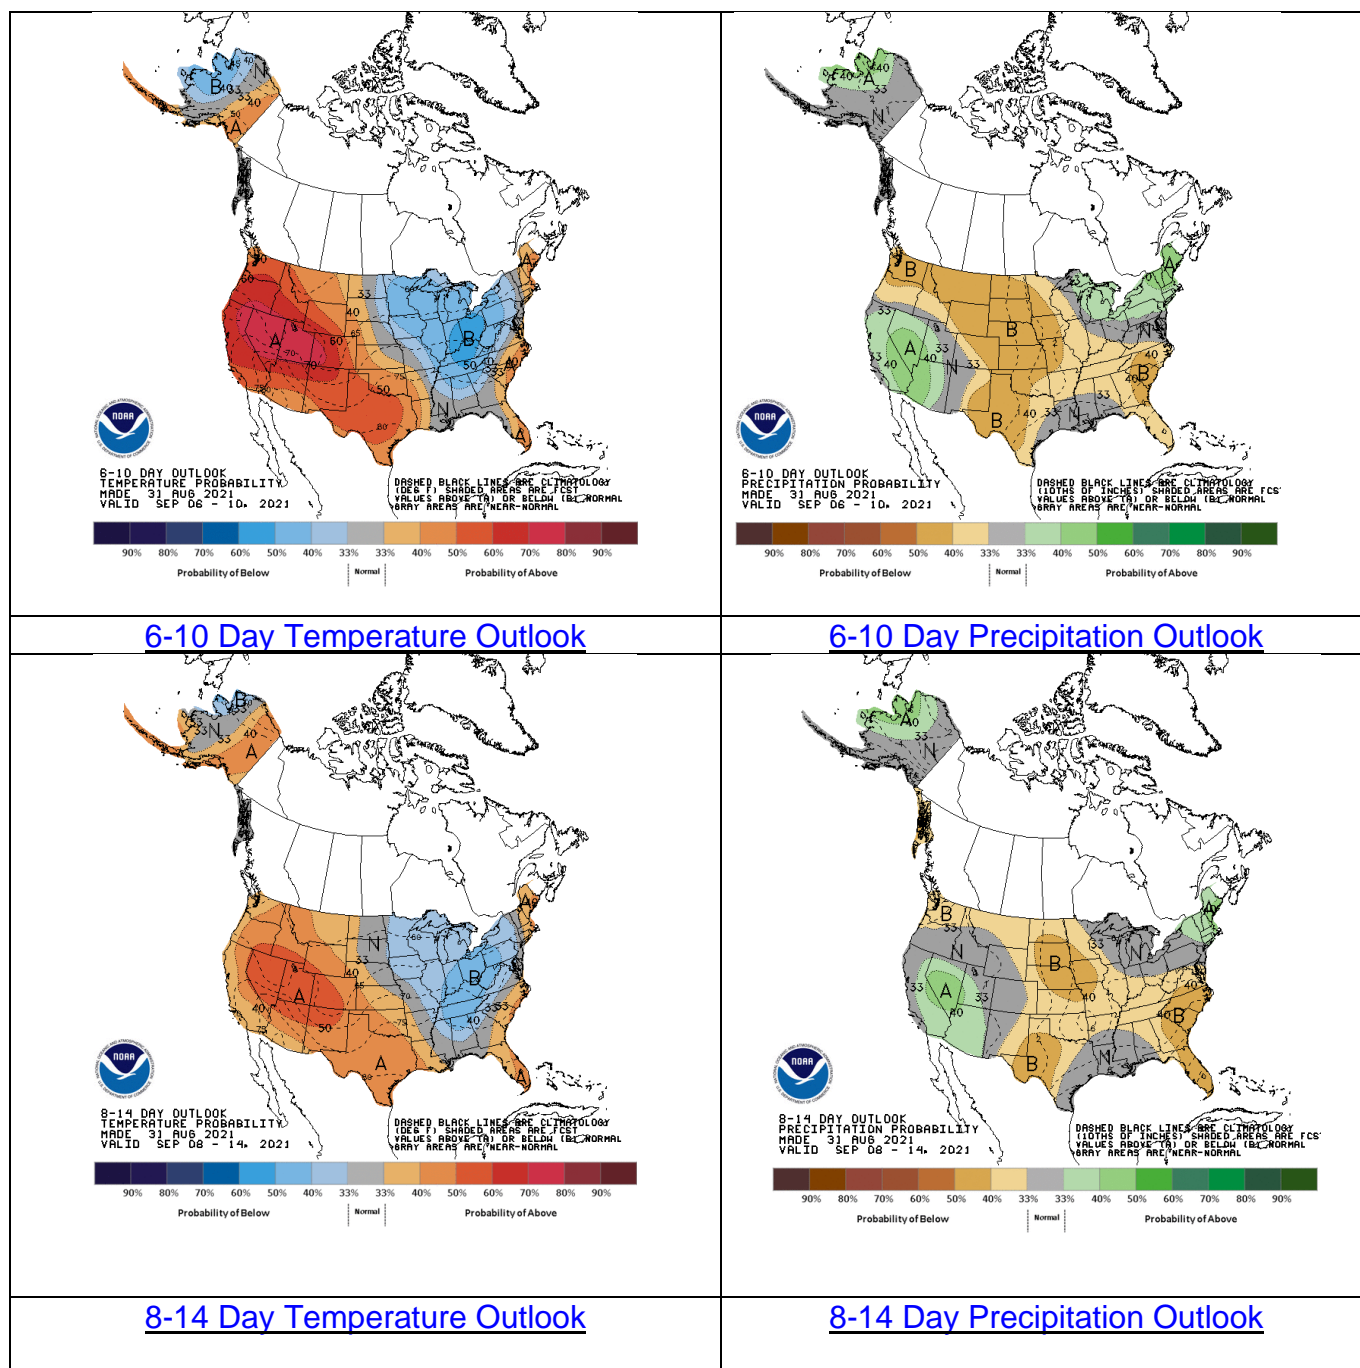 6-10 DAY OUTLOOK
TEMPERATURE PROBABILITY
MADE 31 AUG 2021
VALID SEP 06 - 10, 2021
DASHED BLACK LINES ARE CLIMATOLOGY
(DEG F) SHADED AREAS ARE FCST
VALUES ABOVE (A) OR BELOW (B) NORMAL
GRAY AREAS ARE NEAR-NORMAL
90% 80% 70% 60% 50% 40% 33% 33% 40% 50% 60% 70% 80% 90%
Probability of Below Normal Probability of Above
6-10 DAY OUTLOOK
PRECIPITATION PROBABILITY
MADE 31 AUG 2021
VALID SEP 06 - 10, 2021
DASHED BLACK LINES ARE CLIMATOLOGY
(10THS OF INCHES) SHADED AREAS ARE FCS
VALUES ABOVE (A) OR BELOW (B) NORMAL
GRAY AREAS ARE NEAR-NORMAL
90% 80% 70% 60% 50% 40% 33% 33% 40% 50% 60% 70% 80% 90%
Probability of Below Normal Probability of Above
6-10 Day Temperature Outlook
6-10 Day Precipitation Outlook
8-14 DAY OUTLOOK
TEMPERATURE PROBABILITY
MADE 31 AUG 2021
VALID SEP 08 - 14, 2021
DASHED BLACK LINES ARE CLIMATOLOGY
(DEG F) SHADED AREAS ARE FCST
VALUES ABOVE (A) OR BELOW (B) NORMAL
GRAY AREAS ARE NEAR-NORMAL
90% 80% 70% 60% 50% 40% 33% 33% 40% 50% 60% 70% 80% 90%
Probability of Below Normal Probability of Above
8-14 DAY OUTLOOK
PRECIPITATION PROBABILITY
MADE 31 AUG 2021
VALID SEP 08 - 14, 2021
DASHED BLACK LINES ARE CLIMATOLOGY
(10THS OF INCHES) SHADED AREAS ARE FCS
VALUES ABOVE (A) OR BELOW (B) NORMAL
GRAY AREAS ARE NEAR-NORMAL
90% 80% 70% 60% 50% 40% 33% 33% 40% 50% 60% 70% 80% 90%
Probability of Below Normal Probability of Above
8-14 Day Temperature Outlook
8-14 Day Precipitation Outlook